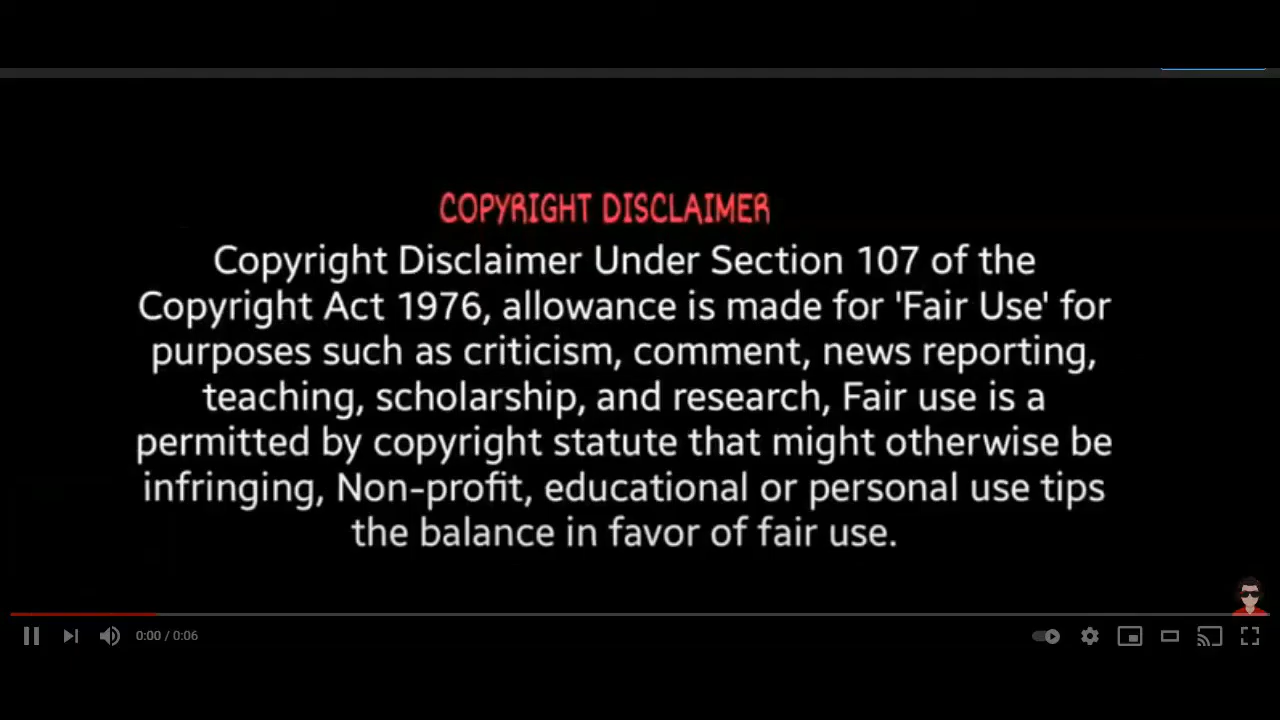 COPYRIGHT DISCLAIMER
Copyright Disclaimer Under Section 107 of the
Copyright Act 1976, allowance is made for 'Fair Use' for
purposes such as criticism, comment, news reporting,
teaching, scholarship, and research, Fair use is a
permitted by copyright statute that might otherwise be
infringing, Non-profit, educational or personal use tips
the balance in favor of fair use.
0:00 / 0:06